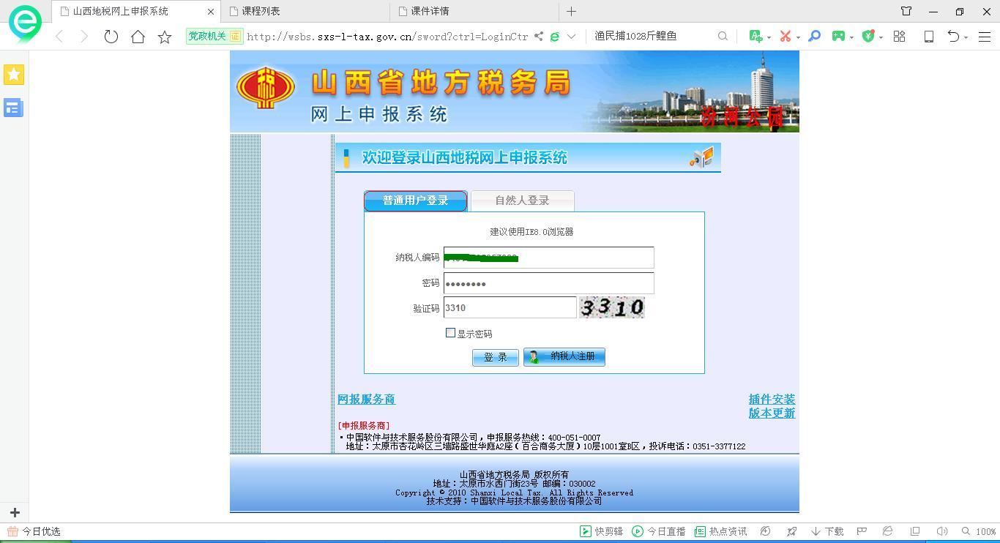 山西地税网上申报系统
课程列表
课件详情
党政机关 证
http://wsbs.sxs-l-tax.gov.cn/sword?ctrl=LoginCtr
渔民捕1028斤鳇鱼
山西省地方税务局
网上申报系统
汾河公园
欢迎登录山西地税网上申报系统
普通用户登录
自然人登录
建议使用IE8.0浏览器
纳税人编码
密码
验证码 3310 3310
显示密码
登 录 纳税人注册
网报服务商
插件安装
版本更新
[申报服务商]
·中国软件与技术服务股份有限公司，申报服务热线：400-051-0007
地址：太原市杏花岭区三墙路盛世华庭A2座（百合商务大厦）10层1001室B区，投诉电话：0351-3377122
山西省地方税务局 版权所有
地址：太原市水西门街23号 邮编：030002
Copyright © 2010 Shanxi Local Tax. All Rights Reserved
技术支持：中国软件与技术服务股份有限公司
今日优选
快剪辑 今日直播 热点资讯 下载 100%